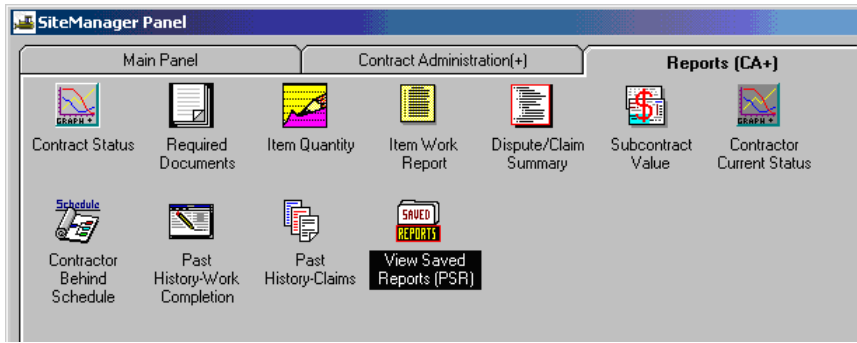 SiteManager Panel
Main Panel
Contract Administration(+)
Reports (CA+)
GRAPH +
$
GRAPH +
Contract Status
Required
Documents
Item Quantity
Item Work
Report
Dispute/Claim
Summary
Subcontract
Value
Contractor
Current Status
Schedule
SAVED
REPORTS
Contractor
Behind
Schedule
Past
History-Work
Completion
Past
History-Claims
View Saved
Reports (PSR)